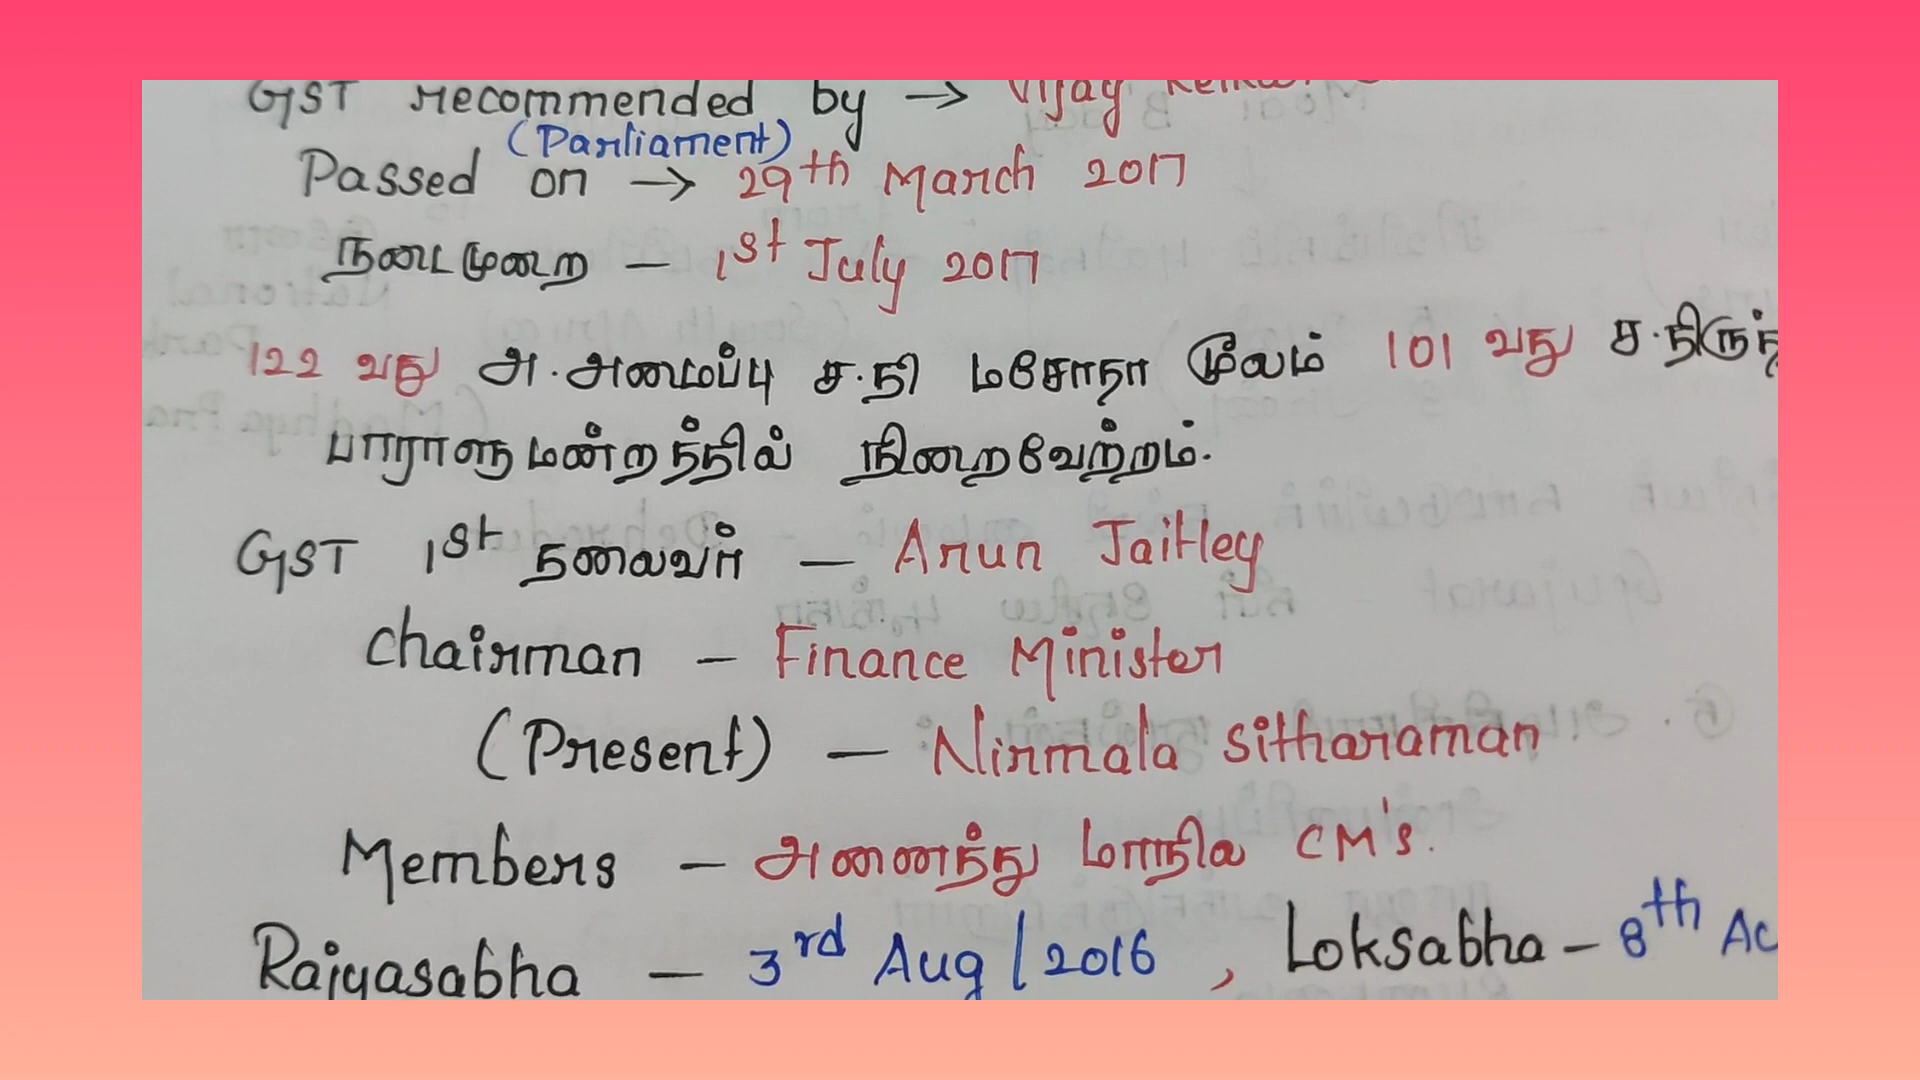 GST recommended by → Vijay
(Parliament)
Passed on → 29th March 2017
நடைமுறை – 1st July 2017
122 வது அ.அமைப்பு ச.தி மசோதா மூலம் 101 வது ச.திருத்
பாராளுமன்றத்தில் நிறைவேற்றம்.
GST 1st தலைவர் – Arun Jaitley
Chairman – Finance Minister
(Present) – Nirmala Sitharaman
Members – அனைத்து மாநில CM's.
Rajyasabha – 3rd Aug/2016, Loksabha – 8th